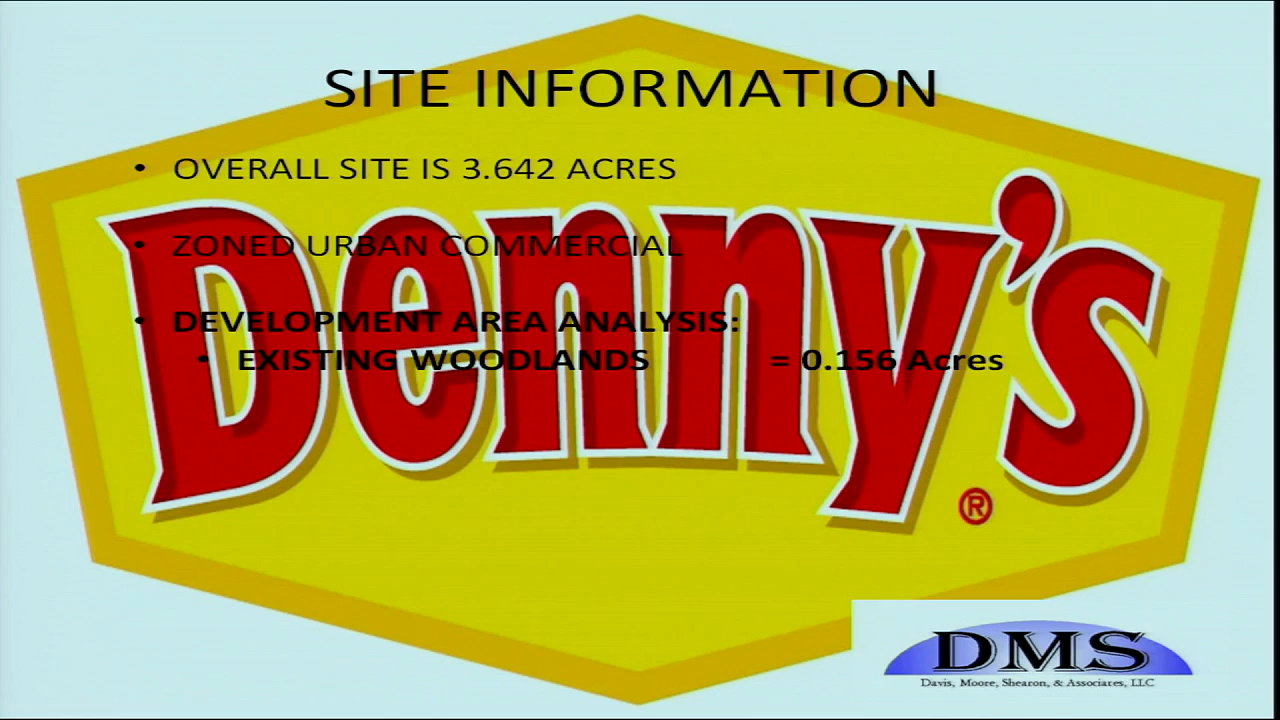 SITE INFORMATION
• OVERALL SITE IS 3.642 ACRES
• ZONED URBAN COMMERCIAL
• DEVELOPMENT AREA ANALYSIS:
• EXISTING WOODLANDS = 0.156 Acres
Denny's®
DMS
Davis, Moore, Shearon, & Associates, LLC